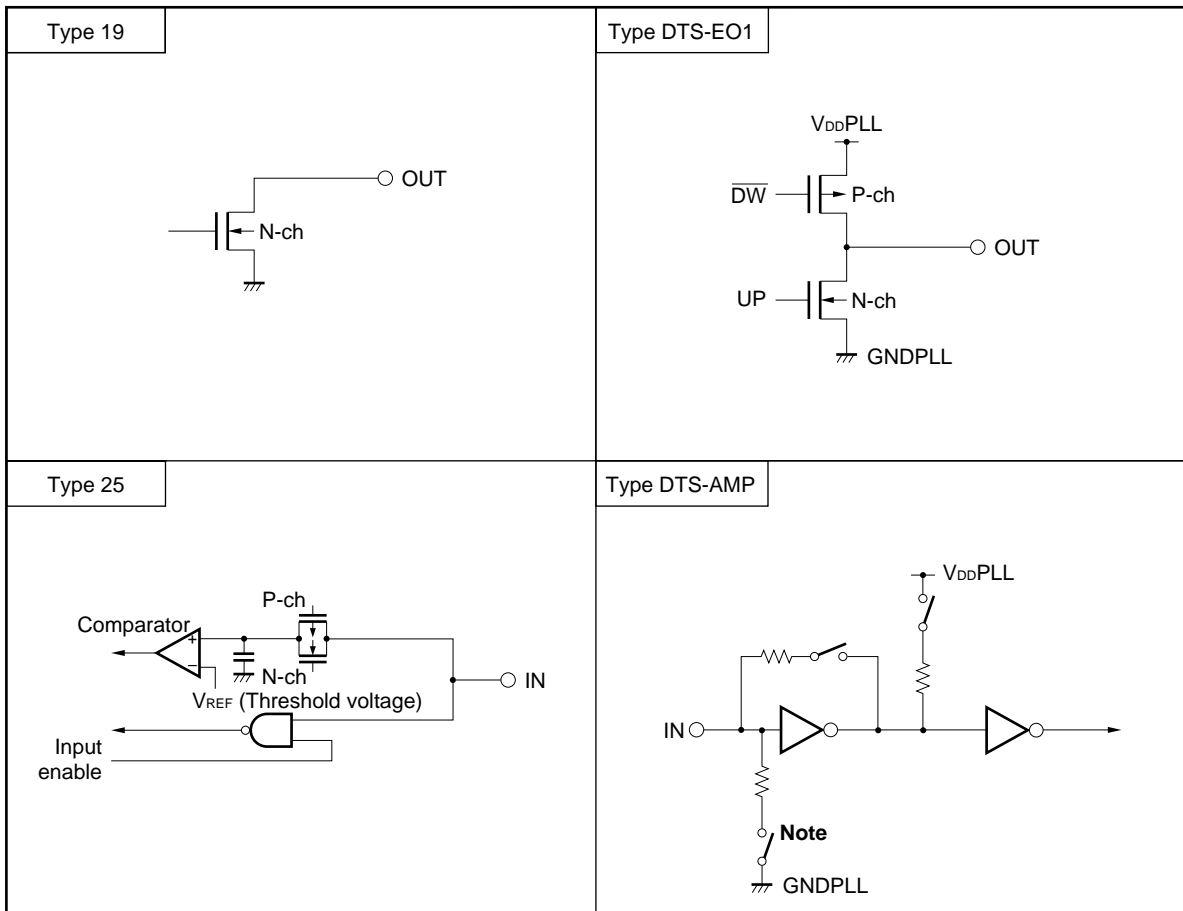 Type 19
OUT
N-ch
Type DTS-EO1
VDDPLL
DW
P-ch
OUT
UP
N-ch
GNDPLL
Type 25
P-ch
Comparator
+
−
N-ch
IN
VREF (Threshold voltage)
Input
enable
Type DTS-AMP
VDDPLL
IN
Note
GNDPLL